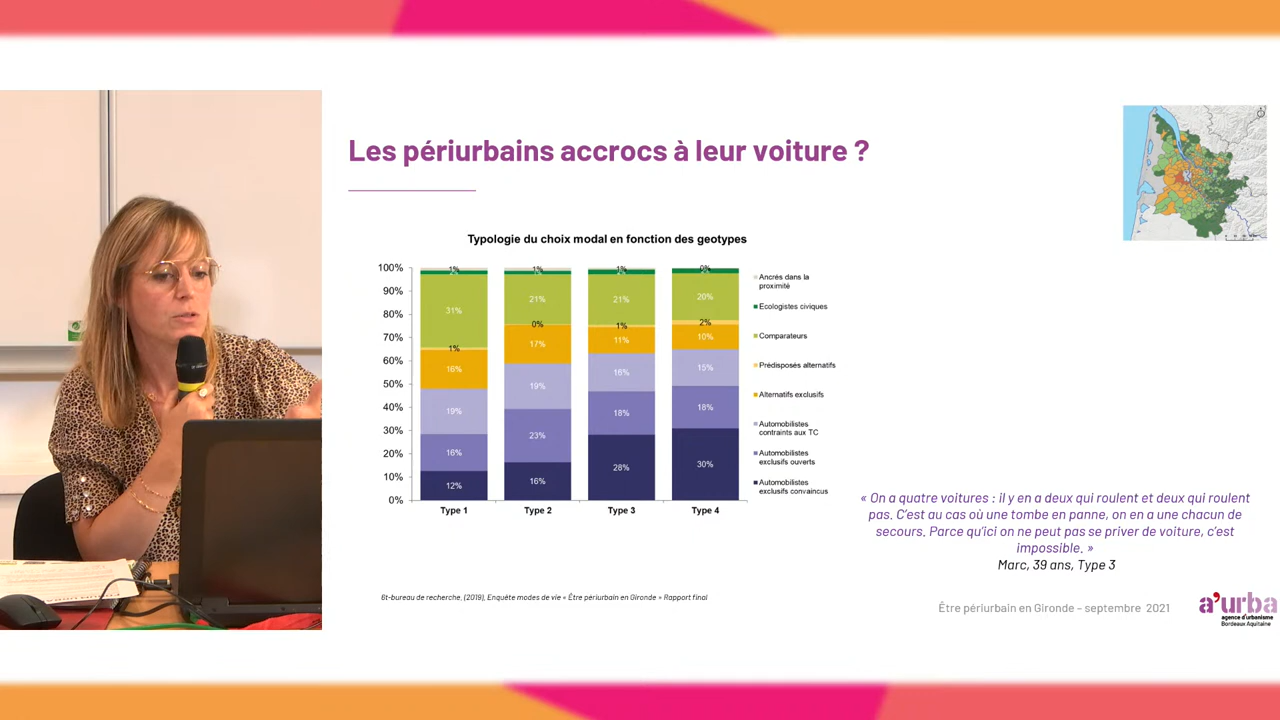 Les périurbains accrocs à leur voiture ?
Typologie du choix modal en fonction des geotypes
100%
90%
80%
70%
60%
50%
40%
30%
20%
10%
0%
1%
31%
1%
16%
19%
16%
12%
Type 1
1%
21%
0%
17%
19%
23%
16%
Type 2
1%
21%
1%
11%
16%
18%
28%
Type 3
0%
20%
2%
10%
15%
18%
30%
Type 4
Ancrés dans la
proximité
Ecologistes civiques
Comparateurs
Prédisposés alternatifs
Alternatifs exclusifs
Automobilistes
contraints aux TC
Automobilistes
exclusifs ouverts
Automobilistes
exclusifs convaincus
« On a quatre voitures : il y en a deux qui roulent et deux qui roulent
pas. C'est au cas où une tombe en panne, on en a une chacun de
secours. Parce qu'ici on ne peut pas se priver de voiture, c'est
impossible. »
Marc, 39 ans, Type 3
6t-bureau de recherche, (2019), Enquête modes de vie « Être périurbain en Gironde » Rapport final
Être périurbain en Gironde – septembre 2021
a'urba
agence d'urbanisme
Bordeaux Aquitaine